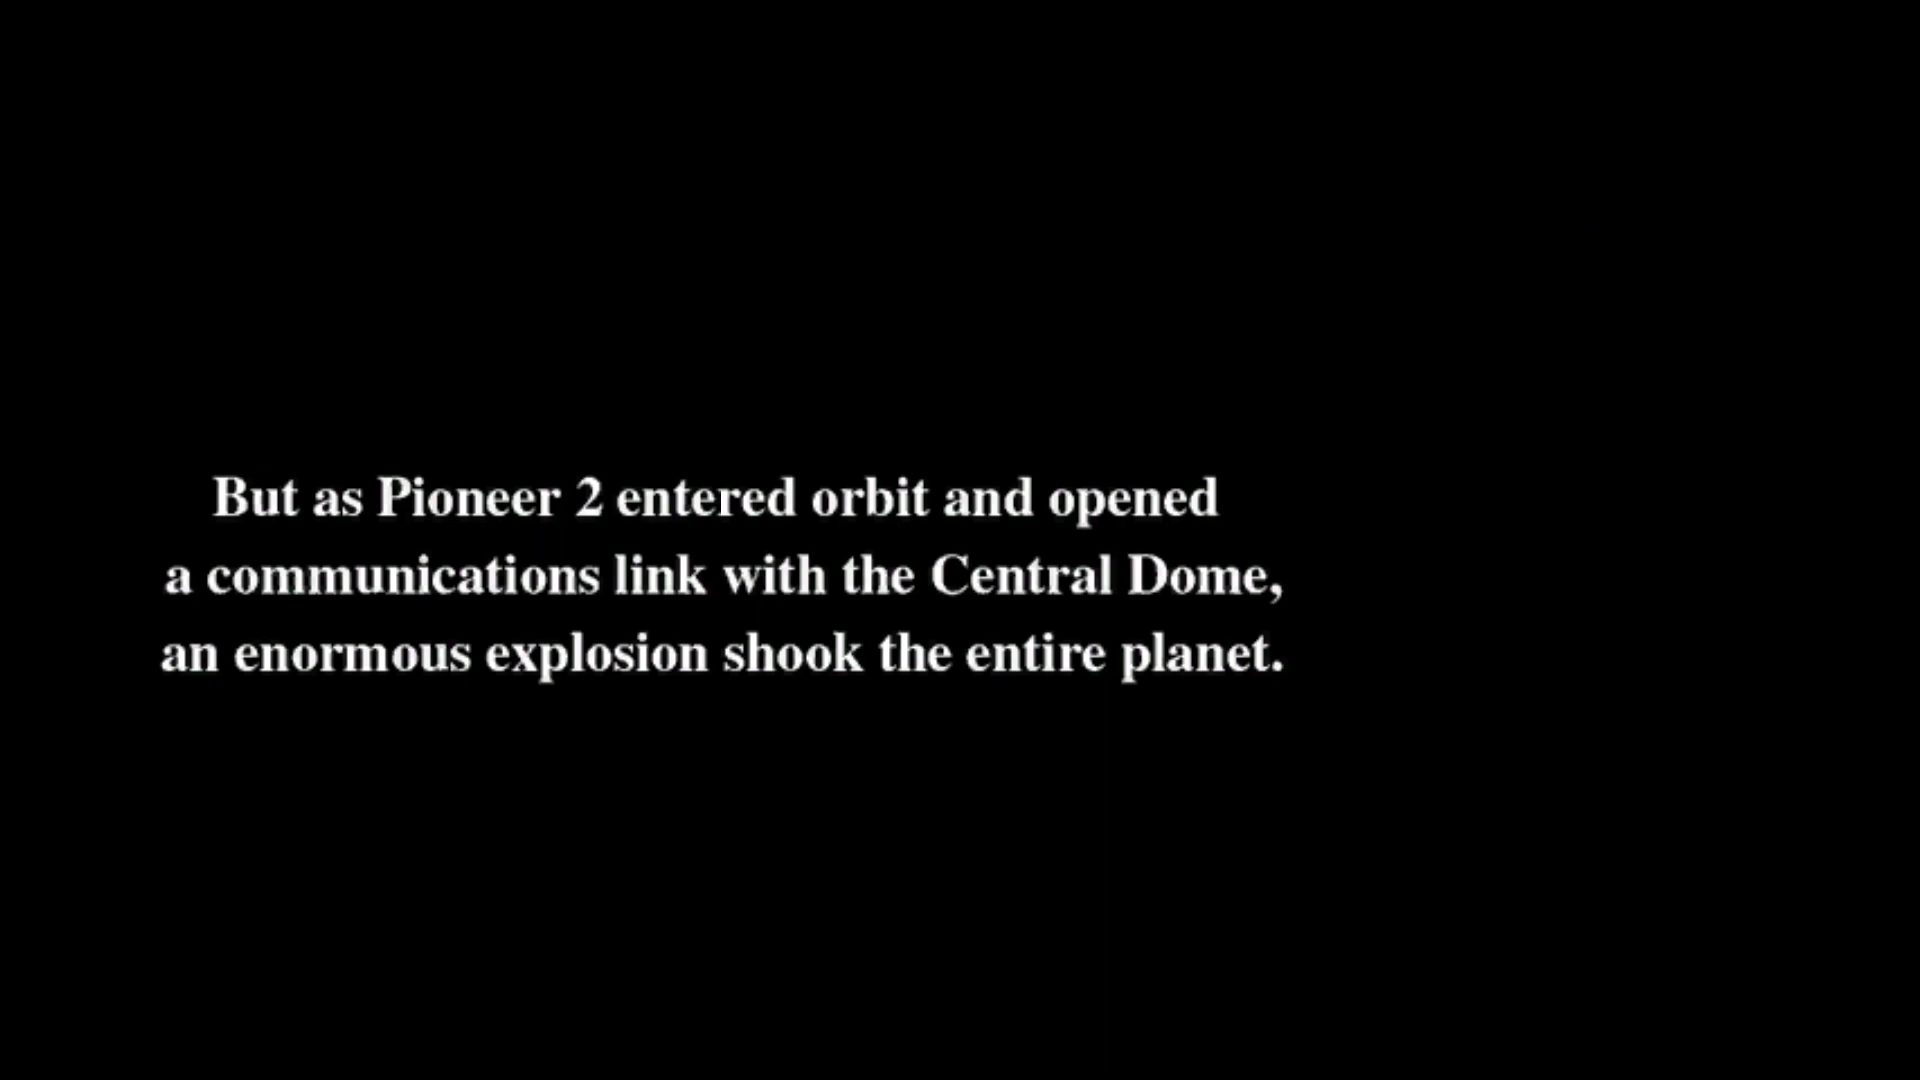 But as Pioneer 2 entered orbit and opened
a communications link with the Central Dome,
an enormous explosion shook the entire planet.